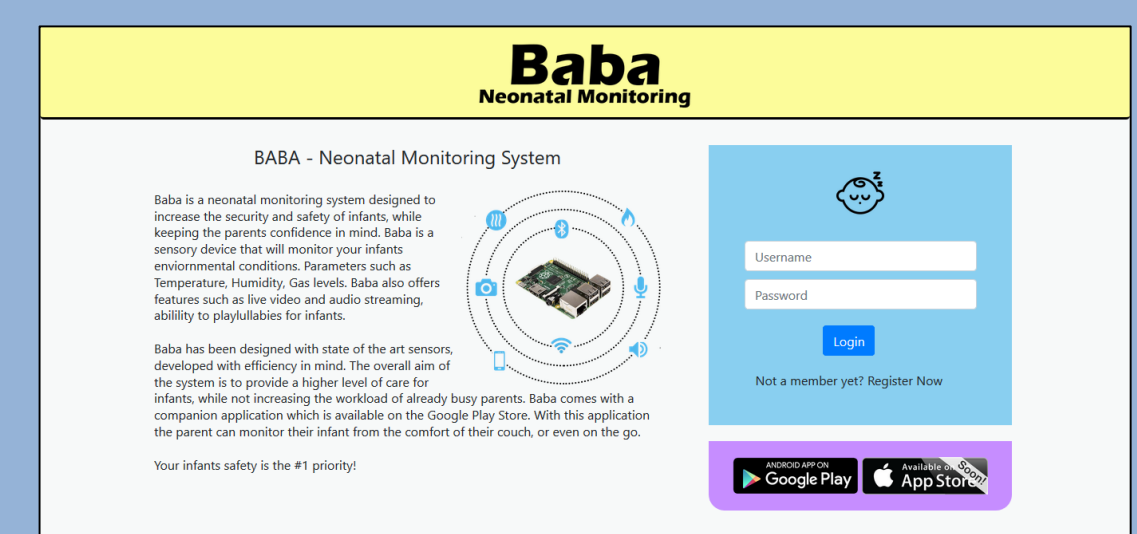 Baba
Neonatal Monitoring
BABA - Neonatal Monitoring System
Baba is a neonatal monitoring system designed to
increase the security and safety of infants, while
keeping the parents confidence in mind. Baba is a
sensory device that will monitor your infants
enviornmental conditions. Parameters such as
Temperature, Humidity, Gas levels. Baba also offers
features such as live video and audio streaming,
abilility to playlullabies for infants.
Baba has been designed with state of the art sensors,
developed with efficiency in mind. The overall aim of
the system is to provide a higher level of care for
infants, while not increasing the workload of already busy parents. Baba comes with a
companion application which is available on the Google Play Store. With this application
the parent can monitor their infant from the comfort of their couch, or even on the go.
Your infants safety is the #1 priority!
z z z
Username
Password
Login
Not a member yet? Register Now
ANDROID APP ON
Google Play
Available on
App Store
Soon!